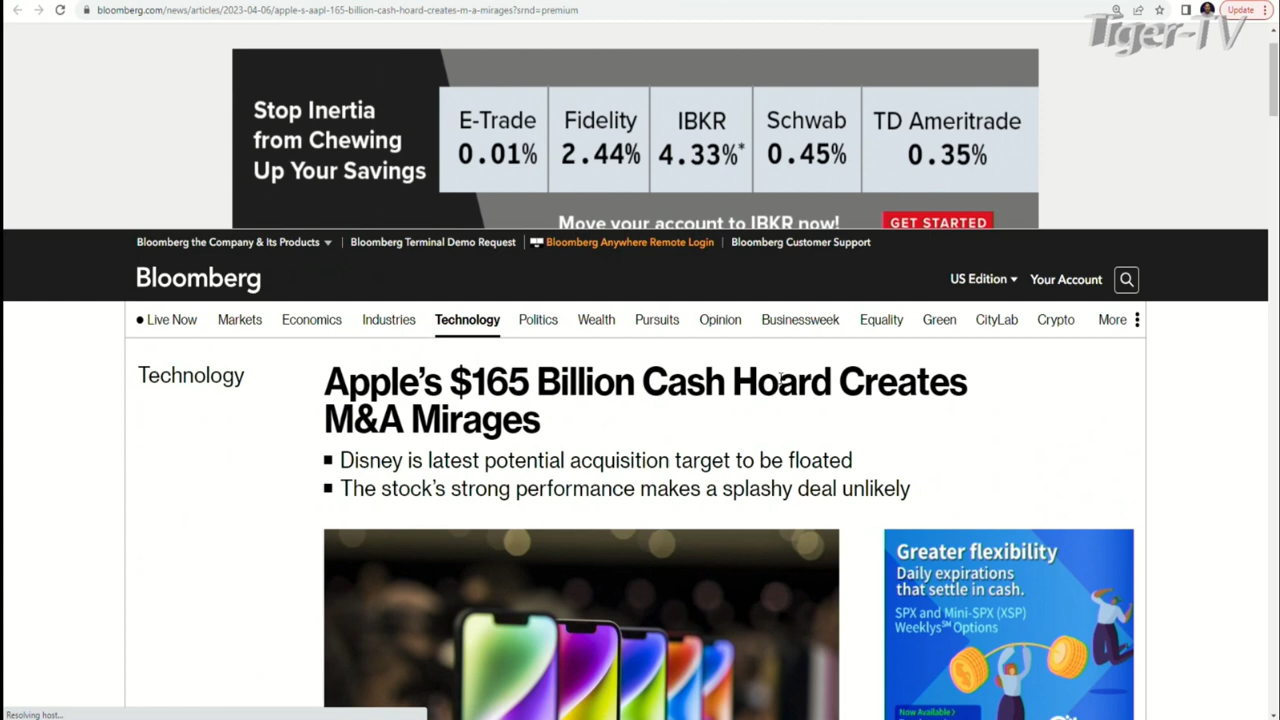 bloomberg.com/news/articles/2023-04-06/apple-s-aapl-165-billion-cash-hoard-creates-m-a-mirages?srnd=premium
Update
Tiger-TV
Stop Inertia
from Chewing
Up Your Savings
E-Trade
0.01%
Fidelity
2.44%
IBKR
4.33%*
Schwab
0.45%
TD Ameritrade
0.35%
Move your account to IBKR now!
GET STARTED
Bloomberg the Company & Its Products
Bloomberg Terminal Demo Request
Bloomberg Anywhere Remote Login
Bloomberg Customer Support
Bloomberg
US Edition
Your Account
Live Now Markets Economics Industries Technology Politics Wealth Pursuits Opinion Businessweek Equality Green CityLab Crypto More
Technology
Apple’s $165 Billion Cash Hoard Creates
M&A Mirages
Disney is latest potential acquisition target to be floated
The stock’s strong performance makes a splashy deal unlikely
Greater flexibility
Daily expirations
that settle in cash.
SPX and Mini-SPX (XSP)
Weeklys℠ Options
Now Available>
Resolving host...